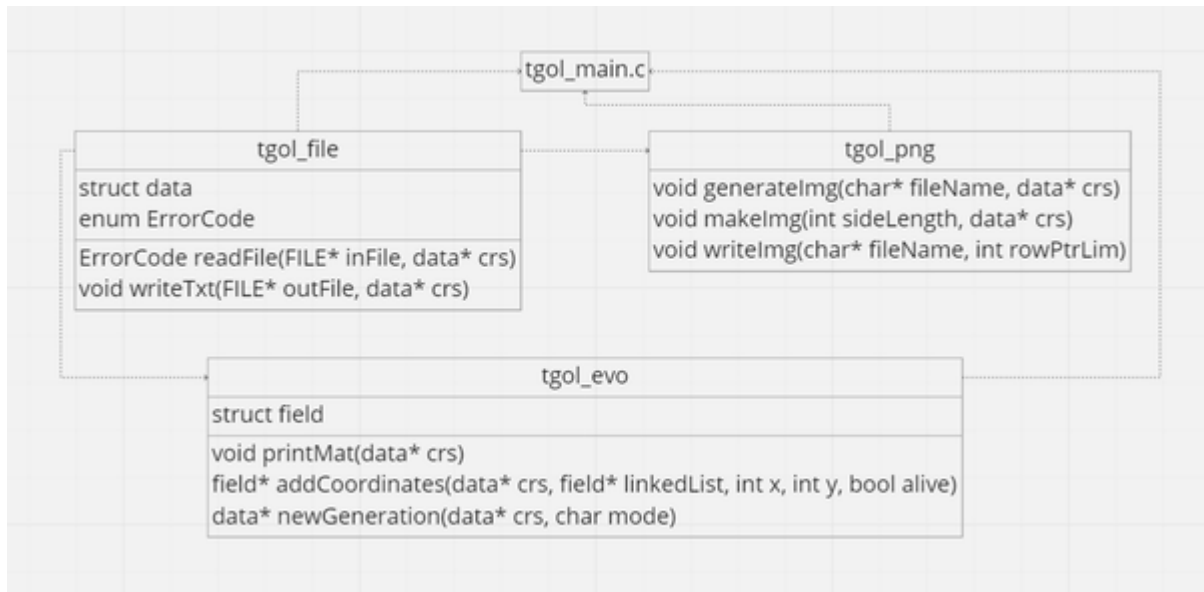 tgol_main.c
tgol_file
struct data
enum ErrorCode
ErrorCode readFile(FILE* inFile, data* crs)
void writeTxt(FILE* outFile, data* crs)
tgol_png
void generateImg(char* fileName, data* crs)
void makeImg(int sideLength, data* crs)
void writeImg(char* fileName, int rowPtrLim)
tgol_evo
struct field
void printMat(data* crs)
field* addCoordinates(data* crs, field* linkedList, int x, int y, bool alive)
data* newGeneration(data* crs, char mode)